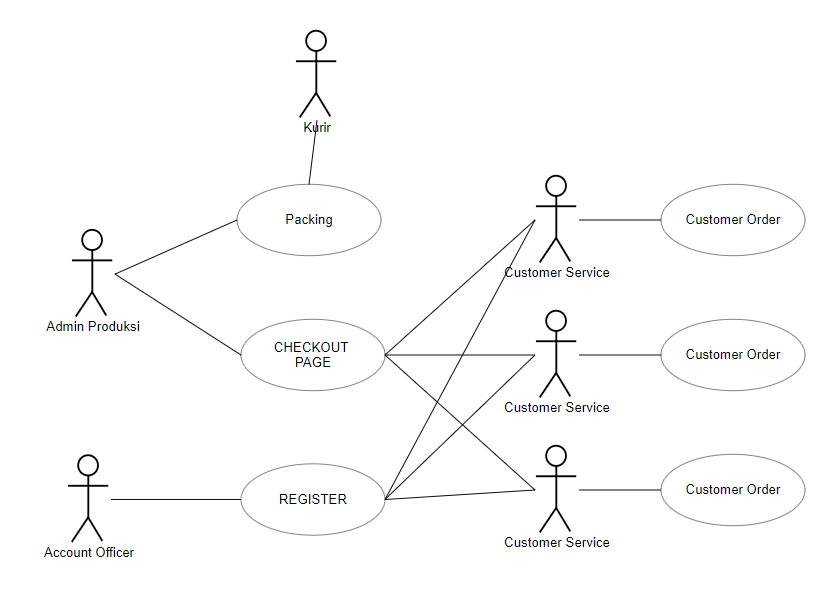 Kurir
Packing
Customer Order
Customer Service
Admin Produksi
CHECKOUT
PAGE
Customer Order
Customer Service
REGISTER
Customer Order
Account Officer
Customer Service